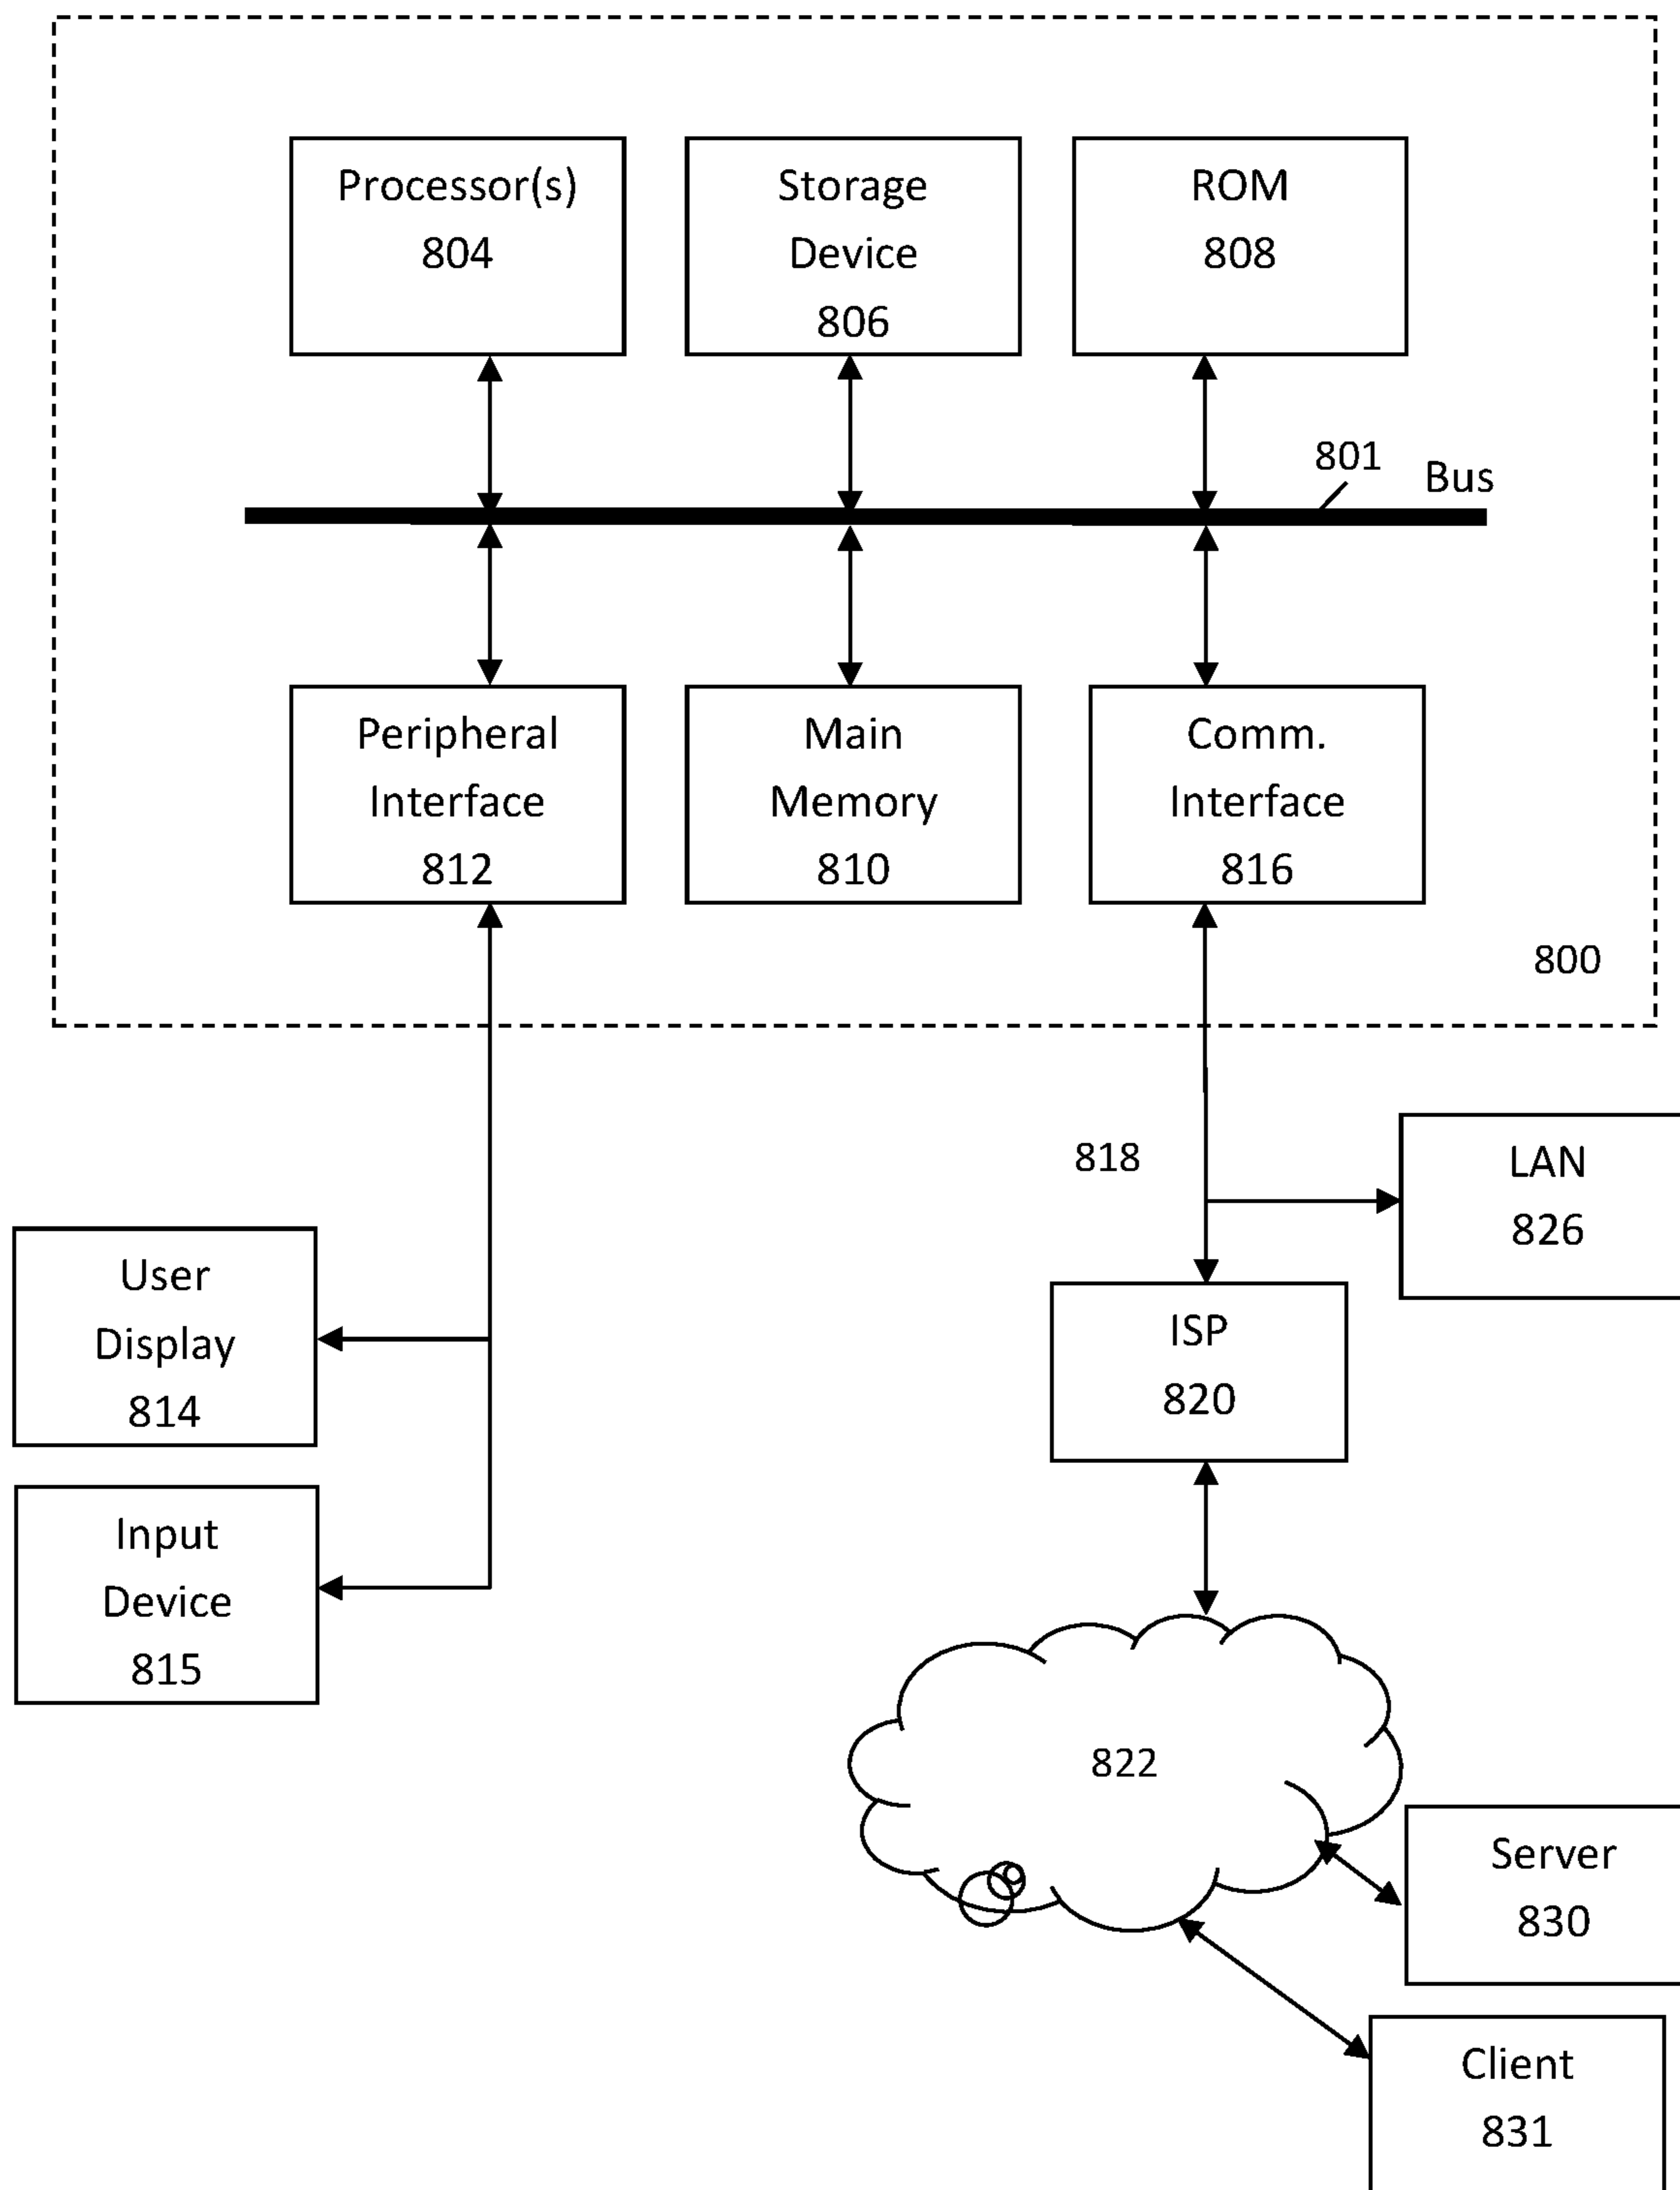 Processor(s)
804
Storage
Device
806
ROM
808
801
Bus
Peripheral
Interface
812
Main
Memory
810
Comm.
Interface
816
800
818
LAN
826
User
Display
814
ISP
820
Input
Device
815
822
Server
830
Client
831